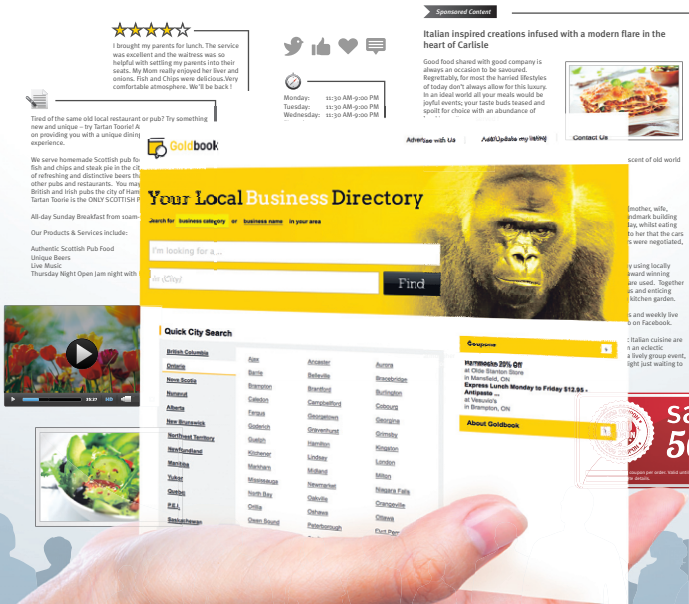 Sponsored Content
Italian inspired creations infused with a modern flare in the
heart of Carlisle
Good food shared with good company is
always an occasion to be savoured.
Regrettably, for most the harried lifestyles
of today don't always allow for this luxury.
In an ideal world all your meals would be
joyful events; your taste buds teased and
spoilt for choice with an abundance of
I brought my parents for lunch. The service
was excellent and the waitress was so
helpful with settling my parents into their
seats. My Mom really enjoyed her liver and
onions. Fish and Chips were delicious.Very
comfortable atmosphere. We'll be back !
Monday: 11:30 AM-9:00 PM
Tuesday: 11:30 AM-9:00 PM
Wednesday: 11:30 AM-9:00 PM
Tired of the same old local restaurant or pub? Try something
new and unique – try Tartan Toorie!
on providing you with a unique dining
experience.
We serve homemade Scottish pub
fish and chips and steak pie in the city
of refreshing and distinctive beers
other pubs and restaurants. You may
British and Irish pubs the city of
Tartan Toorie is the ONLY SCOTTISH
All-day Sunday Breakfast from
Our Products & Services include:
Authentic Scottish Pub Food
Unique Beers
Live Music
Thursday Night Open Jam night with
35:27 HD
Goldbook
Advertise with Us
Add/Update my listing
Contact Us
Your Local Business Directory
Search for business category or business name in your area
I'm looking for a ...
in (City)
Find
Quick City Search
British Columbia
Ontario
Nova Scotia
Nunavut
Alberta
New Brunswick
Northwest Territory
Newfoundland
Manitoba
Yukon
Quebec
P.E.I.
Saskatchewan
Ajax
Barrie
Brampton
Caledon
Fergus
Goderich
Guelph
Kitchener
Markham
Mississauga
North Bay
Orillia
Owen Sound
Ancaster
Belleville
Brantford
Campbellford
Georgetown
Gravenhurst
Hamilton
Lindsey
Midland
Newmarket
Oakville
Oshawa
Peterborough
Aurora
Bracebridge
Burlington
Cobourg
Georgina
Grimsby
Kingston
London
Milton
Niagara Falls
Orangeville
Ottawa
Coupons
Hammocks 20% Off
at Olde Stanton Store
in Mansfield, ON
Express Lunch Monday to Friday $12.95 -
Antipasto ...
at Vesuvio's
in Brampton, ON
About Goldbook
scent of old world
mother, wife,
landmark building
day, whilst eating
to her that the cars
were negotiated,
by using locally
award winning
are used. Together
and enticing
kitchen garden.
and weekly live
on Facebook.
Italian cuisine are
an eclectic
a lively group event,
just waiting to
coupon per order. Valid
details.